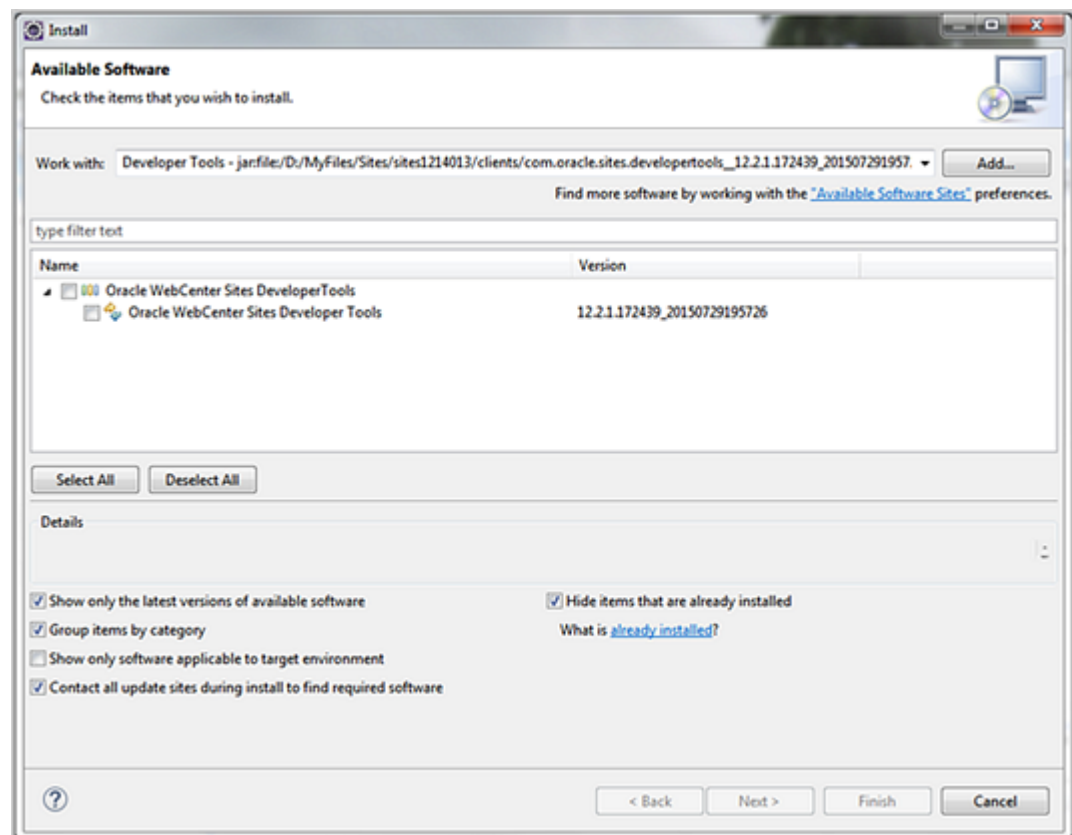 Install
Available Software
Check the items that you wish to install.
Work with: Developer Tools - jar:file:/D:/MyFiles/Sites/sites1214013/clients/com.oracle.sites.developertools__12.2.1.172439_201507291957. Add...
Find more software by working with the "Available Software Sites" preferences.
type filter text
Name Version
Oracle WebCenter Sites DeveloperTools
Oracle WebCenter Sites Developer Tools 12.2.1.172439_20150729195726
Select All Deselect All
Details
Show only the latest versions of available software Hide items that are already installed
Group items by category What is already installed?
Show only software applicable to target environment
Contact all update sites during install to find required software
? < Back Next > Finish Cancel